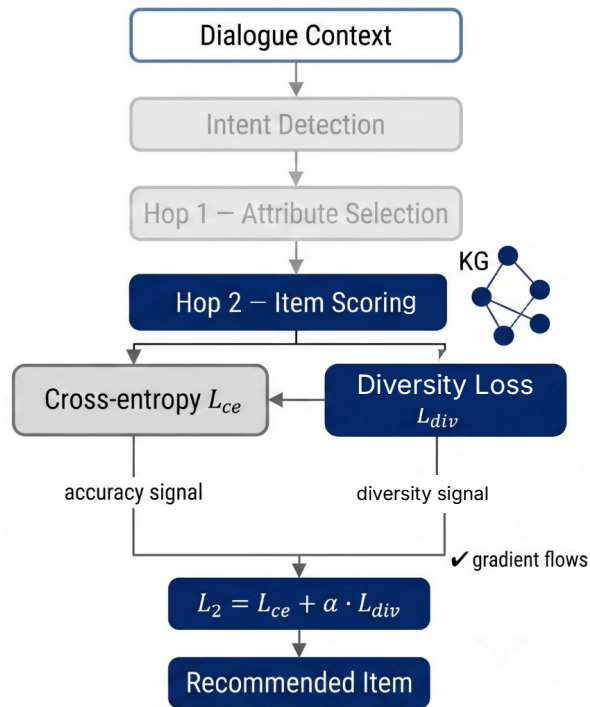 Dialogue Context
Intent Detection
Hop 1 – Attribute Selection
KG
Hop 2 – Item Scoring
Cross-entropy L_ce
Diversity Loss
L_div
accuracy signal
diversity signal
✔ gradient flows
L_2 = L_ce + α · L_div
Recommended Item